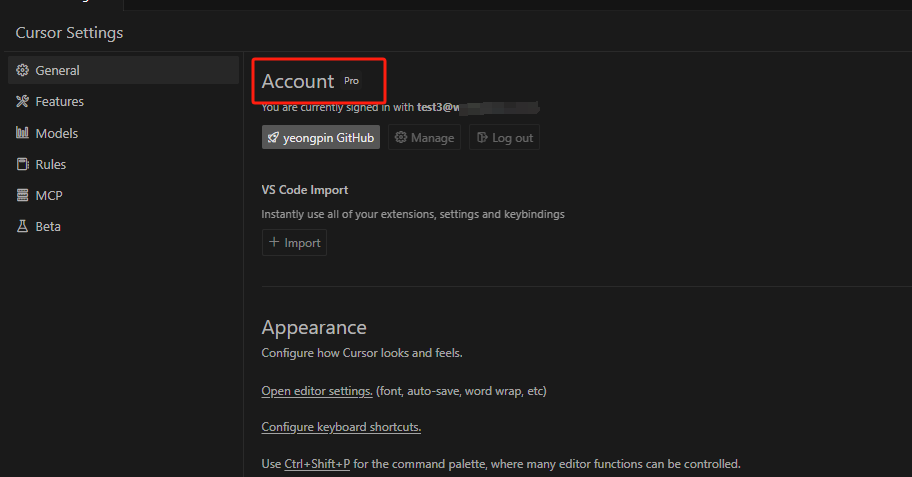 Cursor Settings
General
Features
Models
Rules
MCP
Beta
Account Pro
You are currently signed in with test3@w
yeongpin GitHub Manage Log out
VS Code Import
Instantly use all of your extensions, settings and keybindings
+ Import
Appearance
Configure how Cursor looks and feels.
Open editor settings. (font, auto-save, word wrap, etc)
Configure keyboard shortcuts.
Use Ctrl+Shift+P for the command palette, where many editor functions can be controlled.